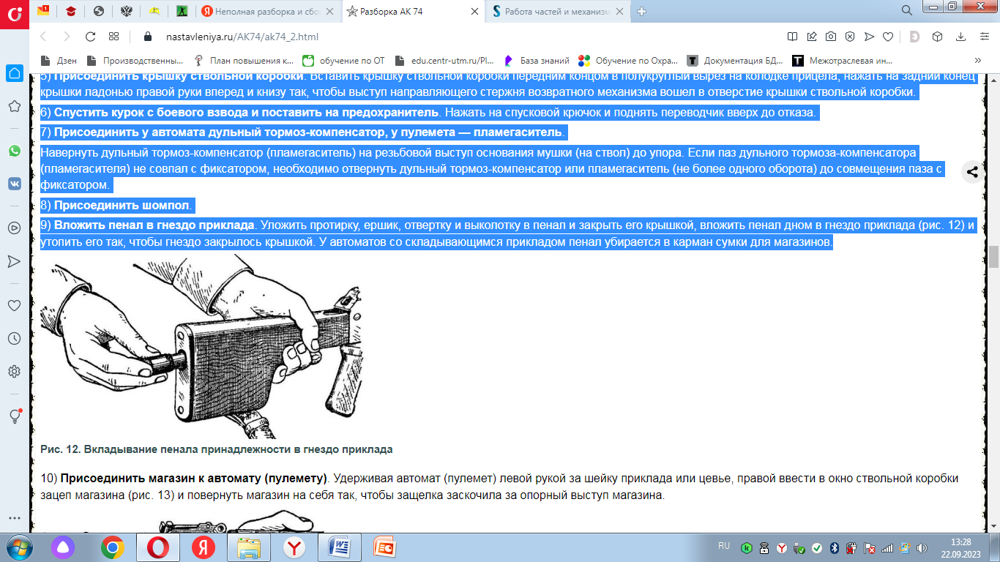 1
Неполная разборка и сбо
Разборка АК 74
Работа частей и механизм
nastavleniya.ru/AK74/ak74_2.html
Дзен
Производственны...
План повышения к...
обучение по ОТ
edu.centr-utm.ru/Pl...
База знаний
Обучение по Охра...
Документация БД...
Межотраслевая ин...
5) Присоединить крышку ствольной коробки. Вставить крышку ствольной коробки передним концом в полукруглый вырез на колодке прицела, нажать на задний конец
крышки ладонью правой руки вперед и книзу так, чтобы выступ направляющего стержня возвратного механизма вошел в отверстие крышки ствольной коробки.
6) Спустить курок с боевого взвода и поставить на предохранитель. Нажать на спусковой крючок и поднять переводчик вверх до отказа.
7) Присоединить у автомата дульный тормоз-компенсатор, у пулемета — пламегаситель.
Навернуть дульный тормоз-компенсатор (пламегаситель) на резьбовой выступ основания мушки (на ствол) до упора. Если паз дульного тормоза-компенсатора
(пламегасителя) не совпал с фиксатором, необходимо отвернуть дульный тормоз-компенсатор или пламегаситель (не более одного оборота) до совмещения паза с
фиксатором.
8) Присоединить шомпол.
9) Вложить пенал в гнездо приклада. Уложить протирку, ершик, отвертку и выколотку в пенал и закрыть его крышкой, вложить пенал дном в гнездо приклада (рис. 12) и
утопить его так, чтобы гнездо закрылось крышкой. У автоматов со складывающимся прикладом пенал убирается в карман сумки для магазинов.
Рис. 12. Вкладывание пенала принадлежности в гнездо приклада
10) Присоединить магазин к автомату (пулемету). Удерживая автомат (пулемет) левой рукой за шейку приклада или цевье, правой ввести в окно ствольной коробки
зацеп магазина (рис. 13) и повернуть магазин на себя так, чтобы защелка заскочила за опорный выступ магазина.
RU
13:28
22.09.2023